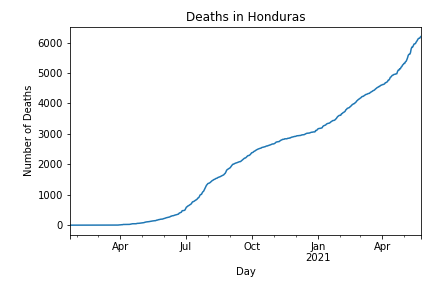 Deaths in Honduras
Number of Deaths
6000
5000
4000
3000
2000
1000
0
Apr
Jul
Oct
Jan
2021
Apr
Day